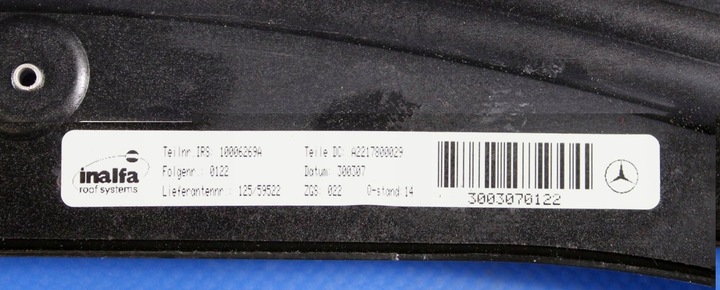 inalfa
roof systems
Teilnr.IRS: 10006269A
Folgenr.: 0122
Lieferantennr.: 125/59522
Teile DC: A2217800029
Datum: 300307
ZGS: 022 Q-stand 14
3003070122